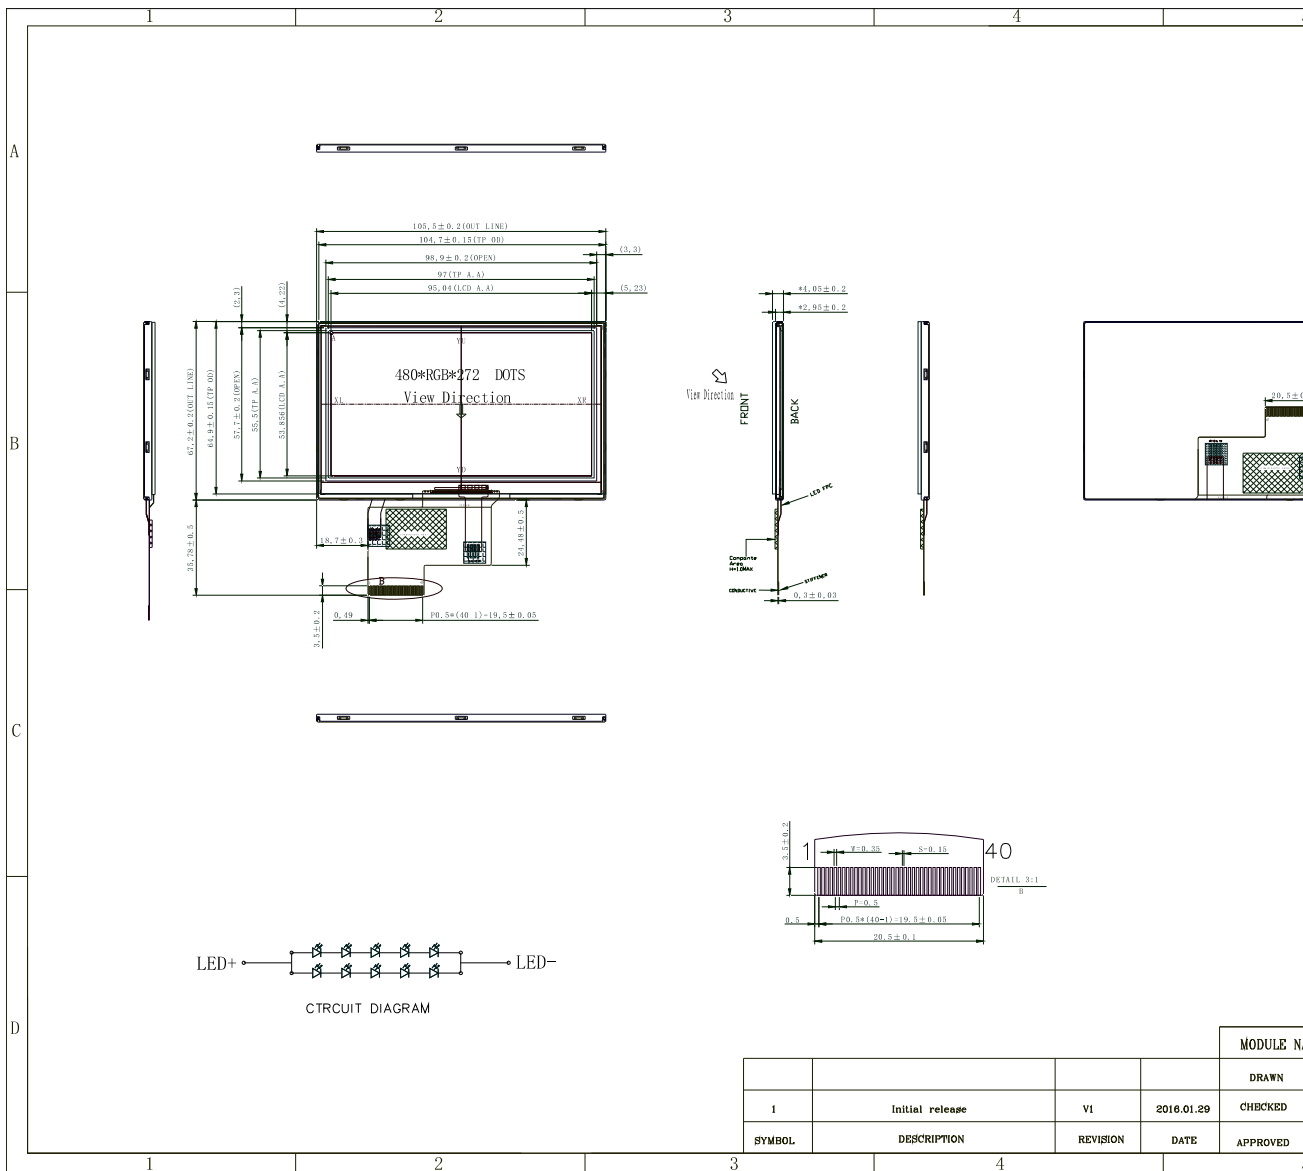 1 2 3 4
A
105,5±0.2(OUT LINE)
104,7±0.15(TP OD)
(3,3)
98,9±0.2(OPEN)
97(TP A.A)
95,04(LCD A.A)
(5,23)
(2,3)
(4,22)
67,2±0.2(OUT LINE)
64,9±0.15(TP OD)
57,7±0.2(OPEN)
55,5(TP A.A)
53,856(LCD A.A)
A
YU
480*RGB*272 DOTS
View Direction
XL
XR
YD
B
35,78±0.5
18,7±0.3
24,48±0.5
B
3,5±0.2
0,49
P0.5*(40 1)-19,5±0.05
*4,05±0.2
*2,95±0.2
View Direction
FRONT
BACK
LED FPC
Componte
Area
H=1.0MAX
STIFFENER
CONDUCTIVE
0,3±0,03
20,5±0
C
3,5±0.2
1
W=0,35
S=0.15
40
DETAIL 3:1
B
P=0,5
0,5
P0.5*(40-1)=19.5±0.05
20,5±0.1
LED+
LED-
CTRCUIT DIAGRAM
D
MODULE N
DRAWN
1 Initial release V1 2016.01.29 CHECKED
SYMBOL DESCRIPTION REVISION DATE APPROVED
1 2 3 4